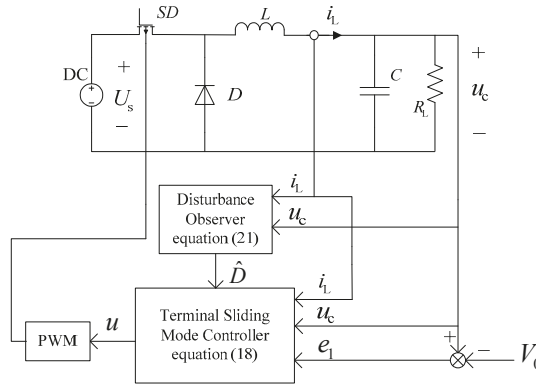 SD
L
i_L
DC
+
U_s
−
D
C
R_L
+
u_c
−
Disturbance
Observer
equation (21)
i_L
u_c
D̂
i_L
Terminal Sliding
Mode Controller
equation (18)
u_c
e_1
PWM
u
+
−